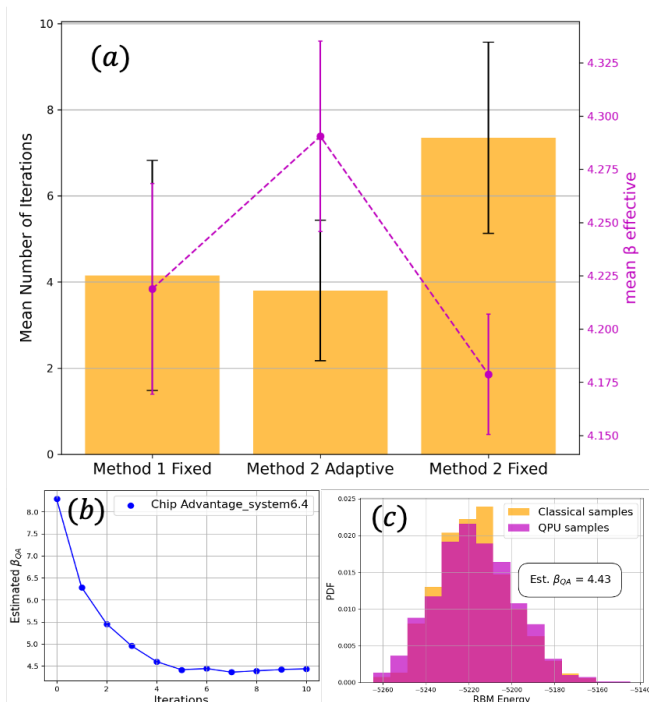 (a)
Mean Number of Iterations
10
8
6
4
2
0
Method 1 Fixed Method 2 Adaptive Method 2 Fixed
4.325
4.300
4.275
4.250
4.225
4.200
4.175
4.150
mean β effective
(b)
Chip Advantage_system6.4
Estimated β_QA
8.0
7.5
7.0
6.5
6.0
5.5
5.0
4.5
0 2 4 6 8 10
Iterations
(c)
Classical samples
QPU samples
Est. β_QA = 4.43
PDF
0.025
0.020
0.015
0.010
0.005
0.000
−5260 −5240 −5220 −5200 −5180 −5160 −5140
RBM Energy